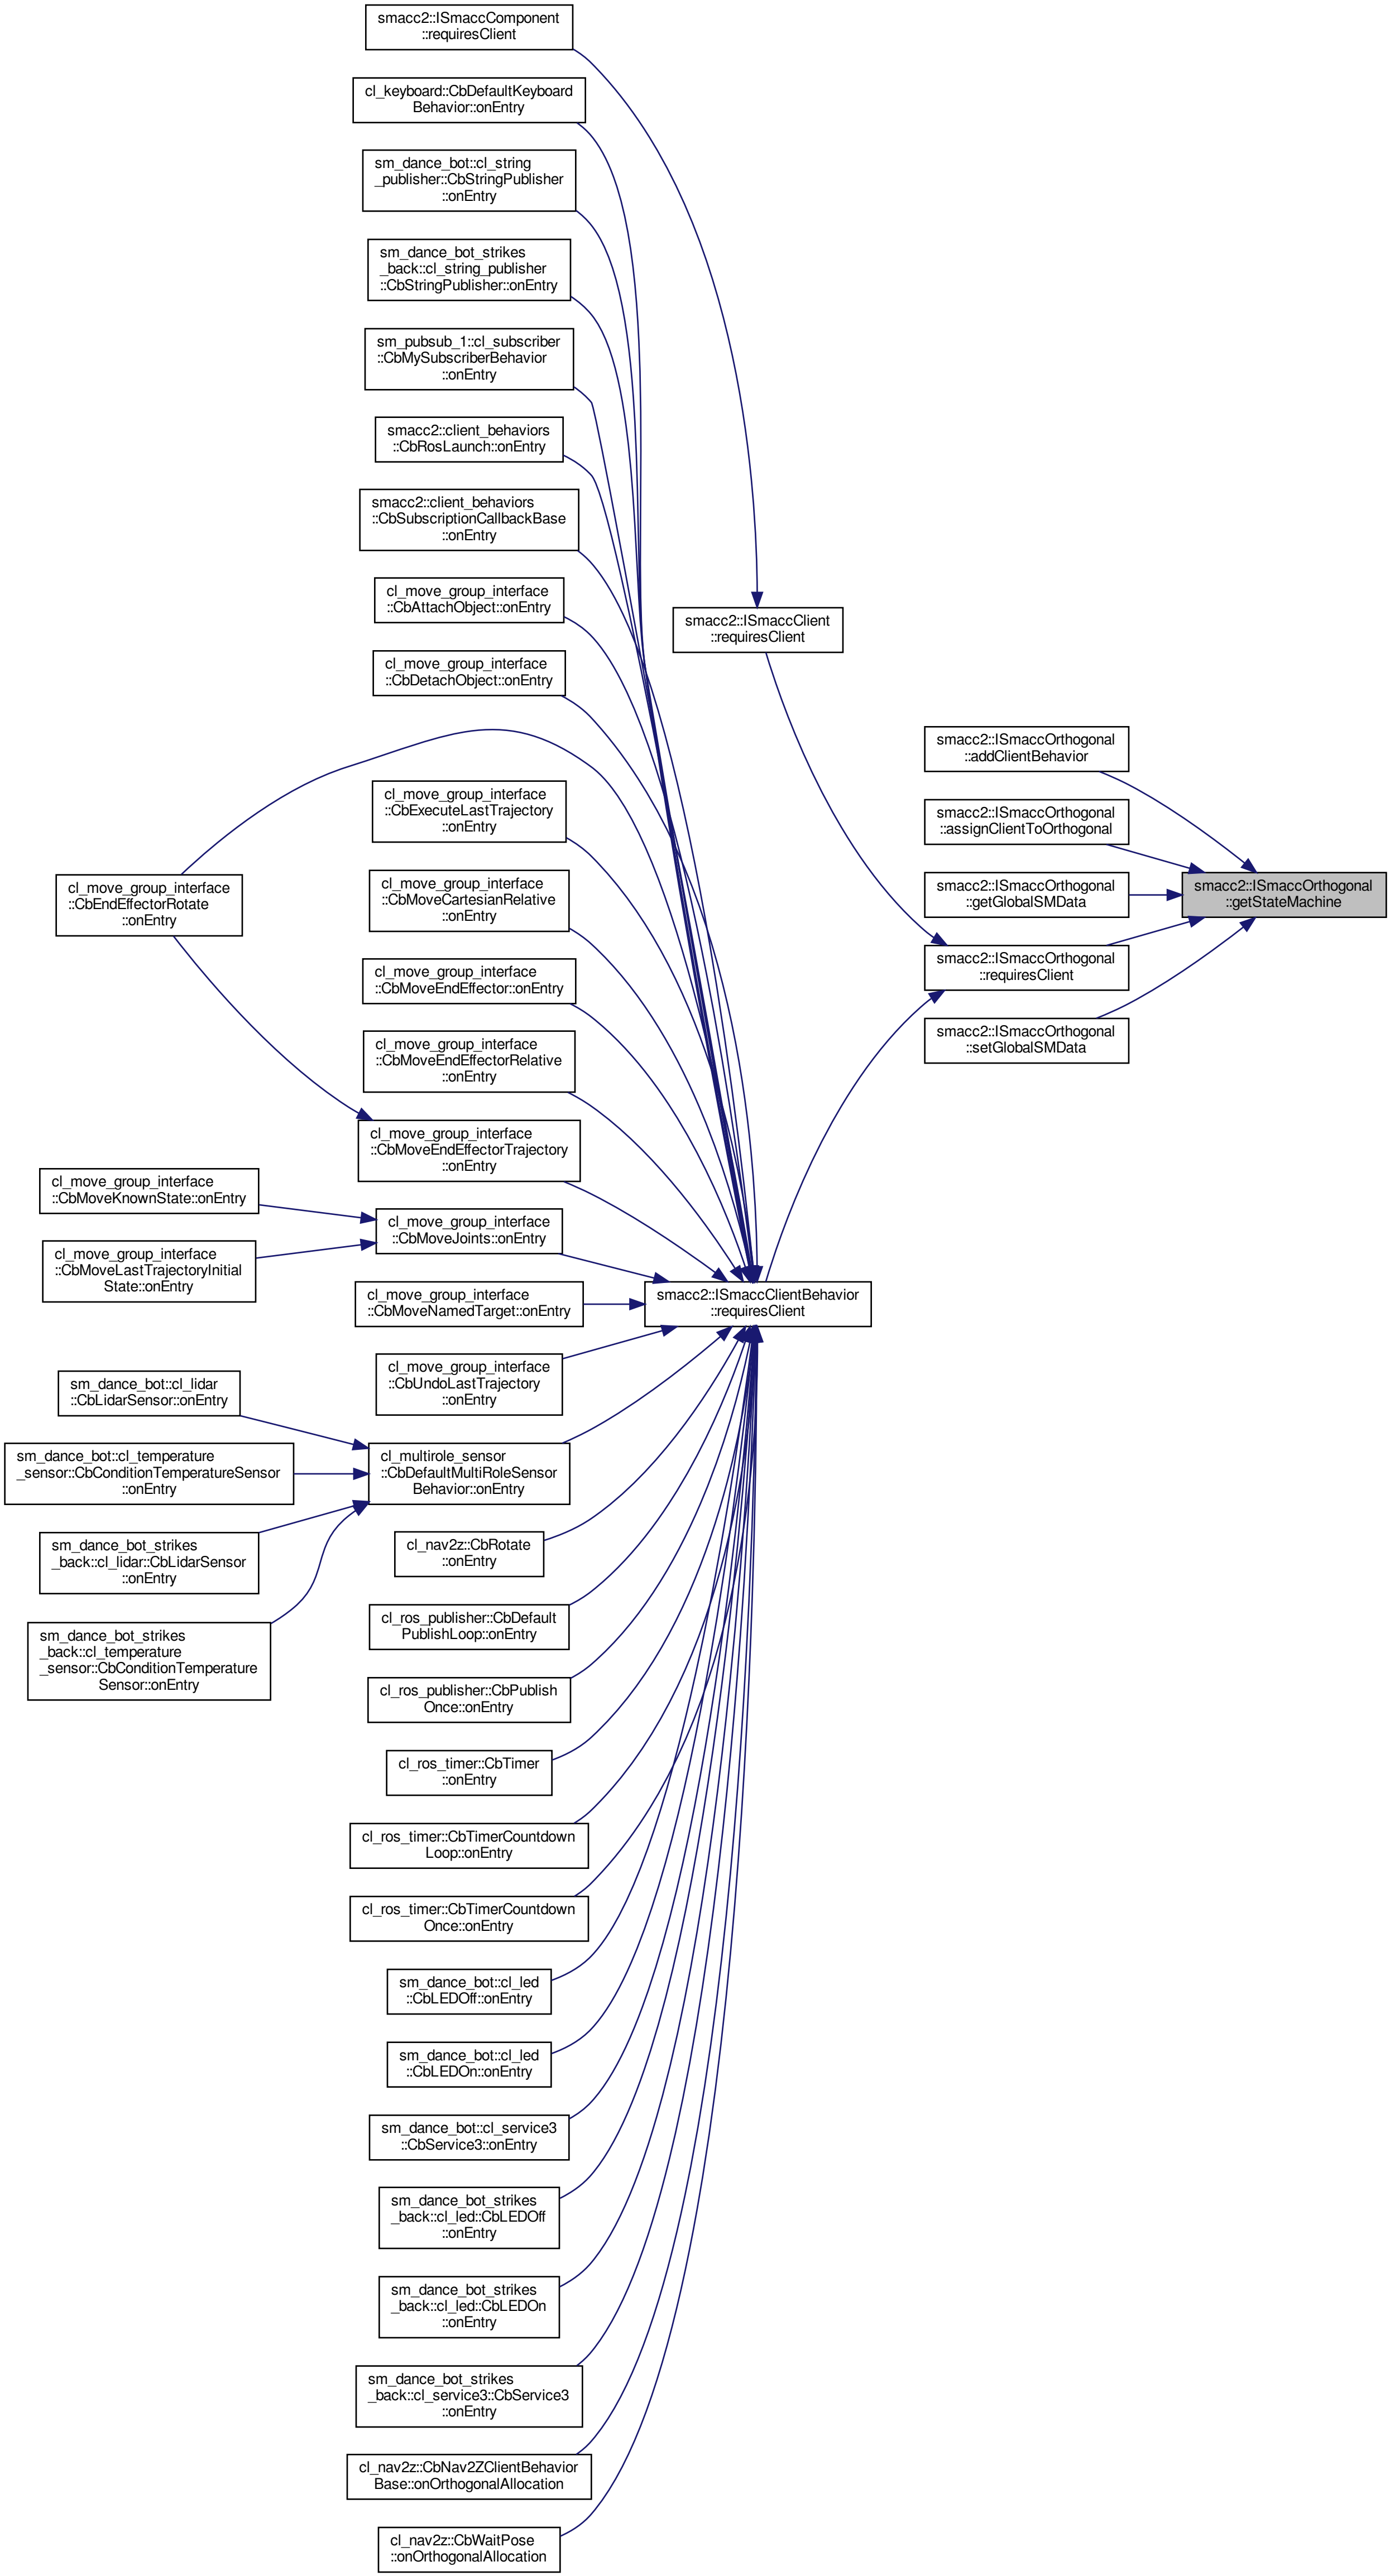 smacc2::ISmaccComponent
::requiresClient
cl_keyboard::CbDefaultKeyboard
Behavior::onEntry
sm_dance_bot::cl_string
_publisher::CbStringPublisher
::onEntry
sm_dance_bot_strikes
_back::cl_string_publisher
::CbStringPublisher::onEntry
sm_pubsub_1::cl_subscriber
::CbMySubscriberBehavior
::onEntry
smacc2::client_behaviors
::CbRosLaunch::onEntry
smacc2::client_behaviors
::CbSubscriptionCallbackBase
::onEntry
cl_move_group_interface
::CbAttachObject::onEntry
smacc2::ISmaccClient
::requiresClient
cl_move_group_interface
::CbDetachObject::onEntry
smacc2::ISmaccOrthogonal
::addClientBehavior
cl_move_group_interface
::CbExecuteLastTrajectory
::onEntry
smacc2::ISmaccOrthogonal
::assignClientToOrthogonal
cl_move_group_interface
::CbEndEffectorRotate
::onEntry
cl_move_group_interface
::CbMoveCartesianRelative
::onEntry
smacc2::ISmaccOrthogonal
::getGlobalSMData
smacc2::ISmaccOrthogonal
::getStateMachine
cl_move_group_interface
::CbMoveEndEffector::onEntry
smacc2::ISmaccOrthogonal
::requiresClient
smacc2::ISmaccOrthogonal
::setGlobalSMData
cl_move_group_interface
::CbMoveEndEffectorRelative
::onEntry
cl_move_group_interface
::CbMoveEndEffectorTrajectory
::onEntry
cl_move_group_interface
::CbMoveKnownState::onEntry
cl_move_group_interface
::CbMoveJoints::onEntry
cl_move_group_interface
::CbMoveLastTrajectoryInitial
State::onEntry
cl_move_group_interface
::CbMoveNamedTarget::onEntry
smacc2::ISmaccClientBehavior
::requiresClient
cl_move_group_interface
::CbUndoLastTrajectory
::onEntry
sm_dance_bot::cl_lidar
::CbLidarSensor::onEntry
sm_dance_bot::cl_temperature
_sensor::CbConditionTemperatureSensor
::onEntry
cl_multirole_sensor
::CbDefaultMultiRoleSensor
Behavior::onEntry
sm_dance_bot_strikes
_back::cl_lidar::CbLidarSensor
::onEntry
cl_nav2z::CbRotate
::onEntry
sm_dance_bot_strikes
_back::cl_temperature
_sensor::CbConditionTemperature
Sensor::onEntry
cl_ros_publisher::CbDefault
PublishLoop::onEntry
cl_ros_publisher::CbPublish
Once::onEntry
cl_ros_timer::CbTimer
::onEntry
cl_ros_timer::CbTimerCountdown
Loop::onEntry
cl_ros_timer::CbTimerCountdown
Once::onEntry
sm_dance_bot::cl_led
::CbLEDOff::onEntry
sm_dance_bot::cl_led
::CbLEDOn::onEntry
sm_dance_bot::cl_service3
::CbService3::onEntry
sm_dance_bot_strikes
_back::cl_led::CbLEDOff
::onEntry
sm_dance_bot_strikes
_back::cl_led::CbLEDOn
::onEntry
sm_dance_bot_strikes
_back::cl_service3::CbService3
::onEntry
cl_nav2z::CbNav2ZClientBehavior
Base::onOrthogonalAllocation
cl_nav2z::CbWaitPose
::onOrthogonalAllocation